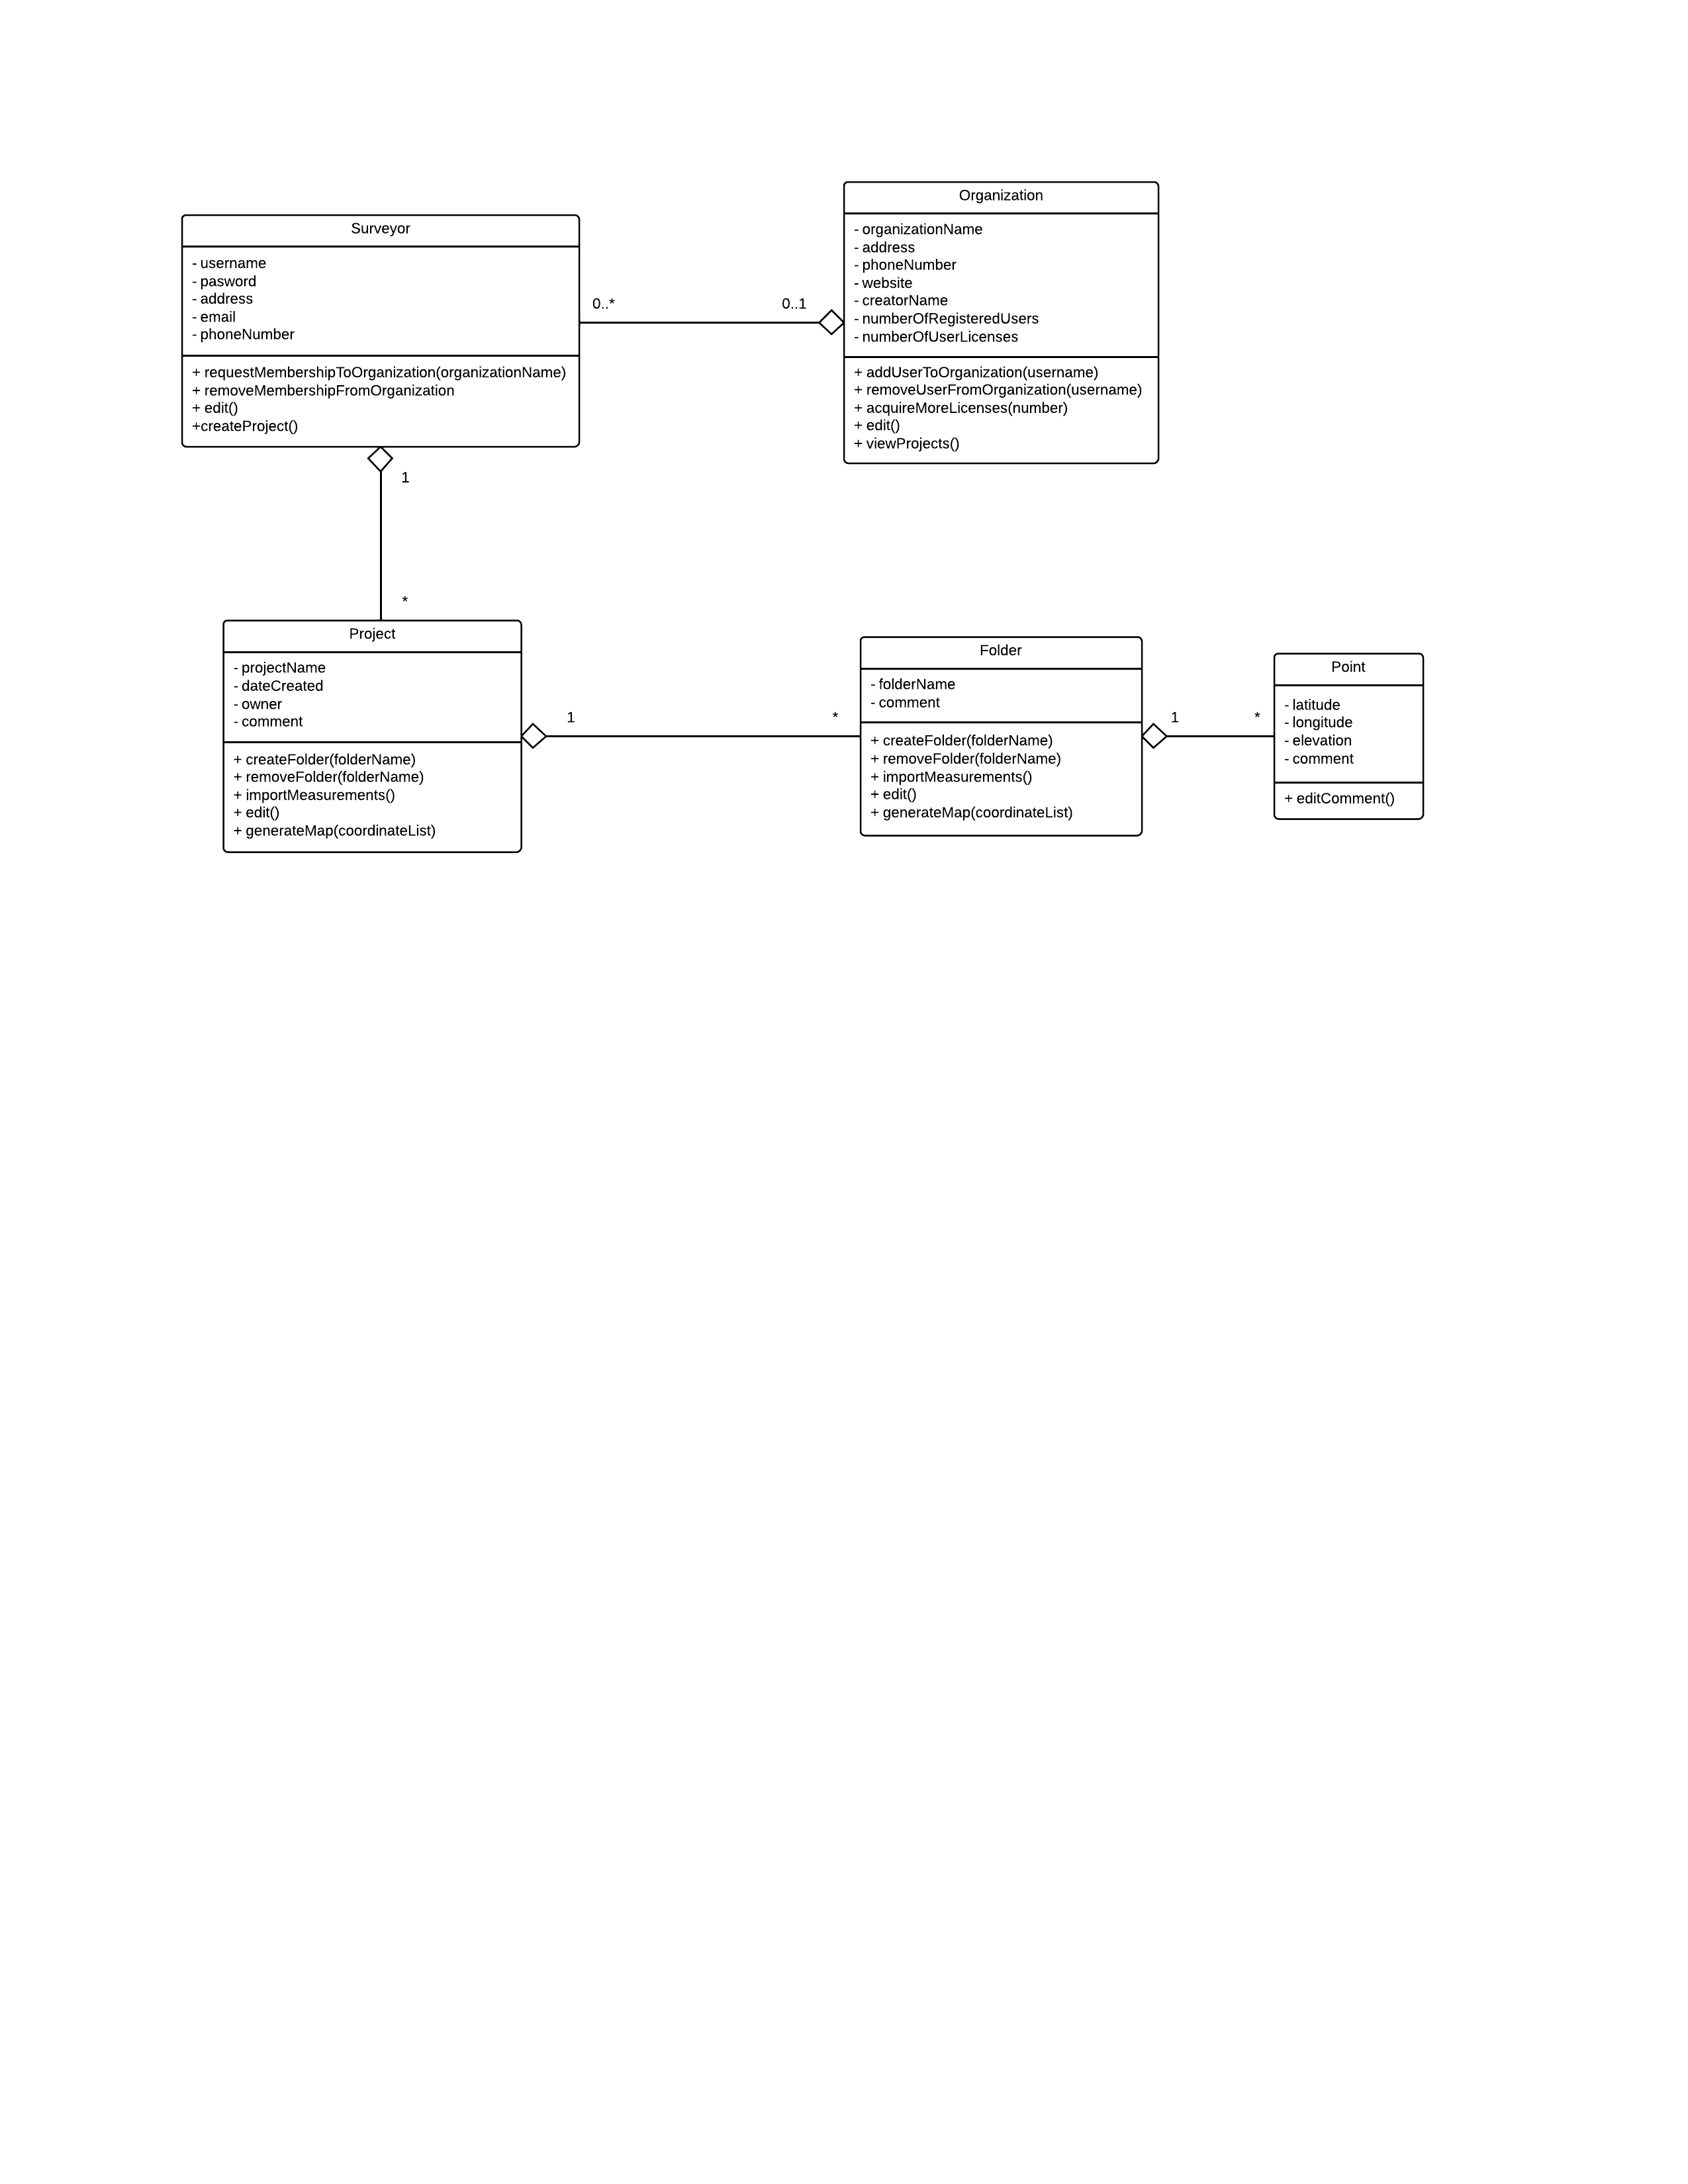 Surveyor
- username
- pasword
- address
- email
- phoneNumber
+ requestMembershipToOrganization(organizationName)
+ removeMembershipFromOrganization
+ edit()
+createProject()
0..*
0..1
Organization
- organizationName
- address
- phoneNumber
- website
- creatorName
- numberOfRegisteredUsers
- numberOfUserLicenses
+ addUserToOrganization(username)
+ removeUserFromOrganization(username)
+ acquireMoreLicenses(number)
+ edit()
+ viewProjects()
1
*
Project
- projectName
- dateCreated
- owner
- comment
+ createFolder(folderName)
+ removeFolder(folderName)
+ importMeasurements()
+ edit()
+ generateMap(coordinateList)
1
*
Folder
- folderName
- comment
+ createFolder(folderName)
+ removeFolder(folderName)
+ importMeasurements()
+ edit()
+ generateMap(coordinateList)
1
*
Point
- latitude
- longitude
- elevation
- comment
+ editComment()